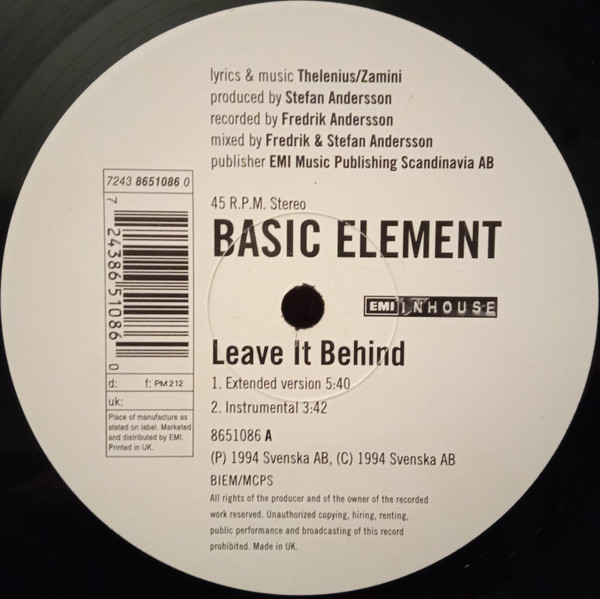 lyrics & music Thelenius/Zamini
produced by Stefan Andersson
recorded by Fredrik Andersson
mixed by Fredrik & Stefan Andersson
publisher EMI Music Publishing Scandinavia AB
7243 8651086 0
7 24386 51086 0
d: f: PM 212
uk:
Place of manufacture as
stated on label. Marketed
and distributed by EMI.
Printed in UK.
45 R.P.M. Stereo
BASIC ELEMENT
EMI INHOUSE
Leave It Behind
1. Extended version 5:40
2. Instrumental 3:42
8651086 A
(P) 1994 Svenska AB, (C) 1994 Svenska AB
BIEM/MCPS
All rights of the producer and of the owner of the recorded
work reserved. Unauthorized copying, hiring, renting,
public performance and broadcasting of this record
prohibited. Made in UK.